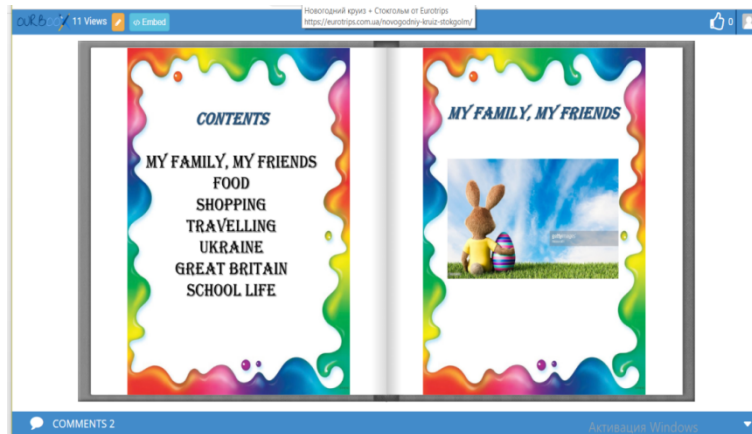 Новогодний круиз + Стокгольм от Eurotrips
https://eurotrips.com.ua/novogodniy-kruiz-stokgolm/
OURBOOX 11 Views </> Embed 0
CONTENTS
MY FAMILY, MY FRIENDS
FOOD
SHOPPING
TRAVELLING
UKRAINE
GREAT BRITAIN
SCHOOL LIFE
MY FAMILY, MY FRIENDS
COMMENTS 2
Активация Windows